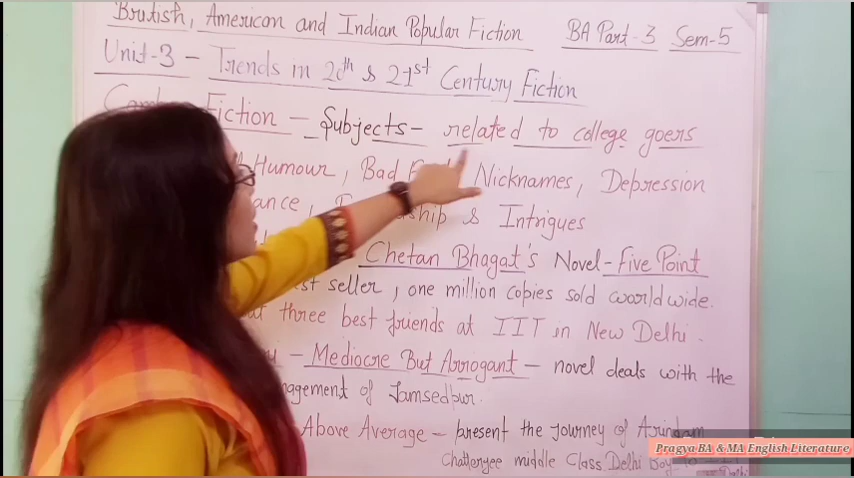 British, American and Indian Popular Fiction BA Part-3 Sem-5
Unit-3 - Trends in 20th & 21st Century Fiction
Fiction - Subjects - related to college goers
Humour, Bad Nicknames, Depression
ance, ship & Intrigues
Chetan Bhagat's Novel - Five Point
st seller, one million copies sold worldwide.
three best friends at IIT in New Delhi.
- Mediocre But Arrogant - novel deals with the
nagement of Jamsedpur.
Above Average - present the journey of Arindam
Chatterjee middle Class Delhi Boy
Pragya BA & MA English Literature